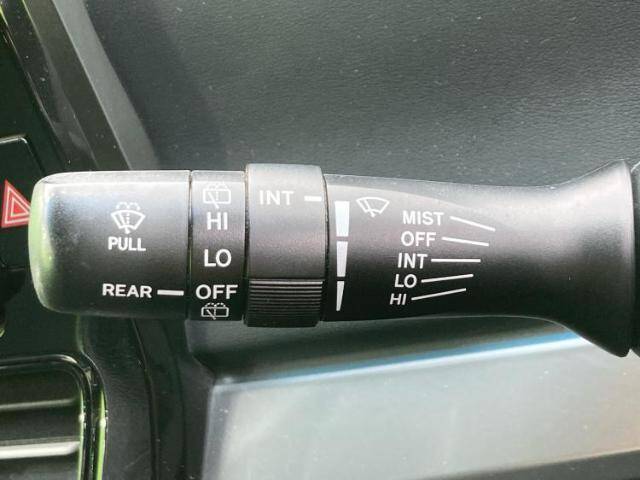 PULL
REAR
HI
LO
OFF
INT
MIST
OFF
INT
LO
HI